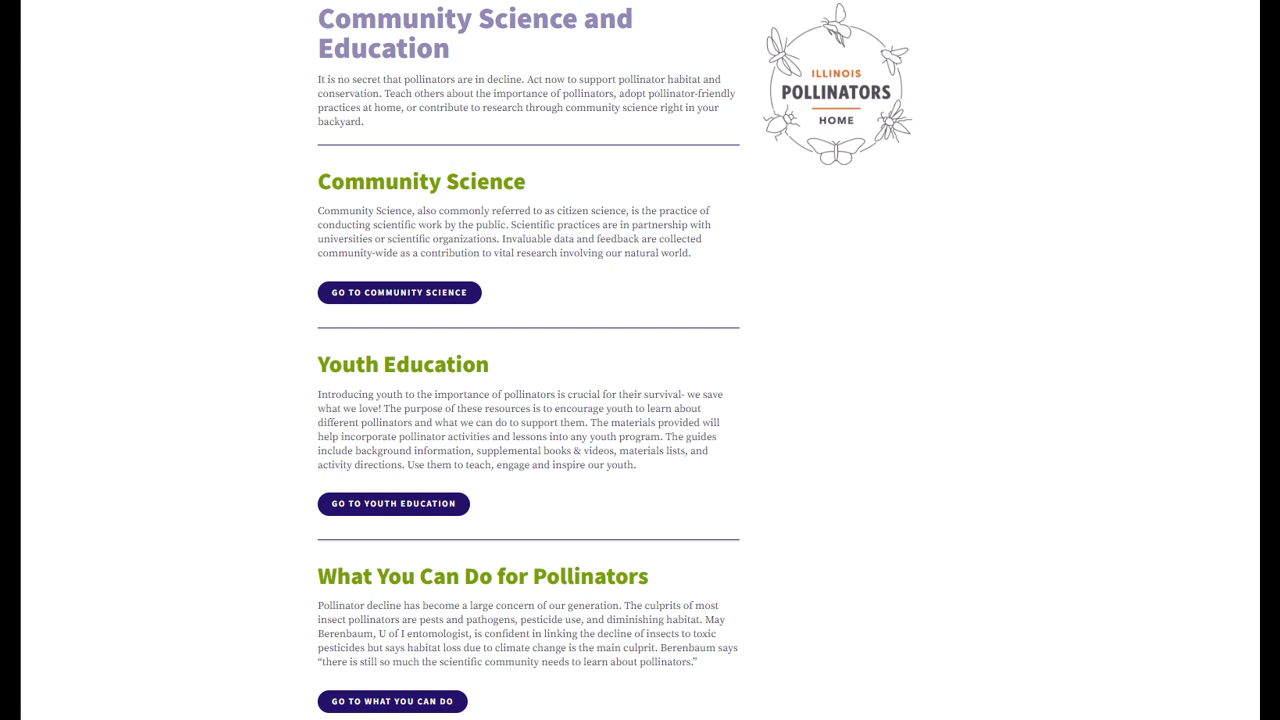 Community Science and
Education
It is no secret that pollinators are in decline. Act now to support pollinator habitat and
conservation. Teach others about the importance of pollinators, adopt pollinator-friendly
practices at home, or contribute to research through community science right in your
backyard.
ILLINOIS
POLLINATORS
HOME
Community Science
Community Science, also commonly referred to as citizen science, is the practice of
conducting scientific work by the public. Scientific practices are in partnership with
universities or scientific organizations. Invaluable data and feedback are collected
community-wide as a contribution to vital research involving our natural world.
GO TO COMMUNITY SCIENCE
Youth Education
Introducing youth to the importance of pollinators is crucial for their survival- we save
what we love! The purpose of these resources is to encourage youth to learn about
different pollinators and what we can do to support them. The materials provided will
help incorporate pollinator activities and lessons into any youth program. The guides
include background information, supplemental books & videos, materials lists, and
activity directions. Use them to teach, engage and inspire our youth.
GO TO YOUTH EDUCATION
What You Can Do for Pollinators
Pollinator decline has become a large concern of our generation. The culprits of most
insect pollinators are pests and pathogens, pesticide use, and diminishing habitat. May
Berenbaum, U of I entomologist, is confident in linking the decline of insects to toxic
pesticides but says habitat loss due to climate change is the main culprit. Berenbaum says
“there is still so much the scientific community needs to learn about pollinators.”
GO TO WHAT YOU CAN DO